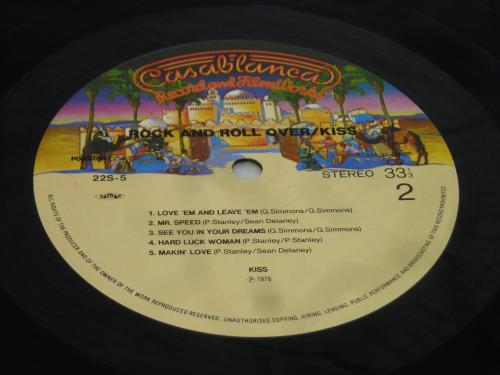 Casablanca
Record and FilmWorks
ROCK AND ROLL OVER/KISS
22S-5
STEREO 33 1/3
2
1. LOVE 'EM AND LEAVE 'EM (G.Simmons/G.Simmons)
2. MR. SPEED (P.Stanley/Sean Delaney)
3. SEE YOU IN YOUR DREAMS (G.Simmons/G.Simmons)
4. HARD LUCK WOMAN (P.Stanley/P.Stanley)
5. MAKIN' LOVE (P.Stanley/Sean Delaney)
KISS
Ⓟ 1976
ALL RIGHTS OF THE PRODUCER AND OF THE OWNER OF THE WORK REPRODUCED RESERVED. UNAUTHORISED COPYING, HIRING, LENDING, PUBLIC PERFORMANCE AND BROADCASTING OF THIS RECORD PROHIBITED